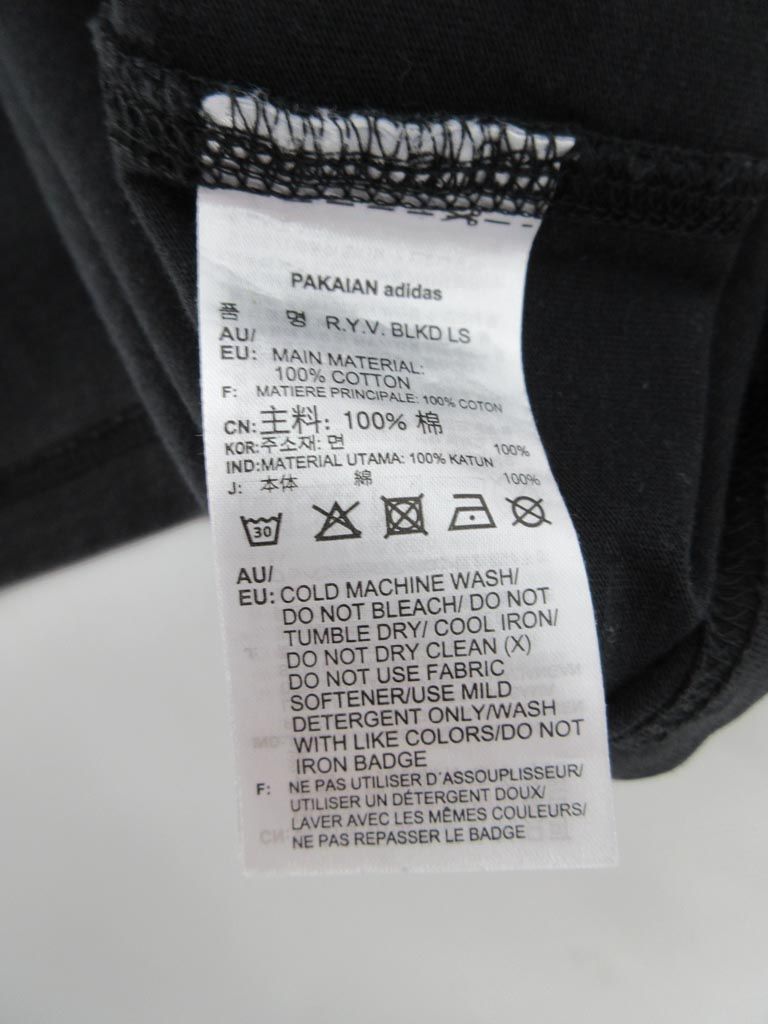 PAKAIAN adidas
품 명 R.Y.V. BLKD LS
AU/
EU: MAIN MATERIAL:
100% COTTON
F: MATIERE PRINCIPALE: 100% COTON
CN: 主料: 100% 棉
KOR: 주소재: 면 100%
IND: MATERIAL UTAMA: 100% KATUN
J: 本体 綿 100%
30
AU/
EU: COLD MACHINE WASH/
DO NOT BLEACH/ DO NOT
TUMBLE DRY/ COOL IRON/
DO NOT DRY CLEAN (X)
DO NOT USE FABRIC
SOFTENER/USE MILD
DETERGENT ONLY/WASH
WITH LIKE COLORS/DO NOT
IRON BADGE
F: NE PAS UTILISER D'ASSOUPLISSEUR/
UTILISER UN DÉTERGENT DOUX/
LAVER AVEC LES MÊMES COULEURS/
NE PAS REPASSER LE BADGE